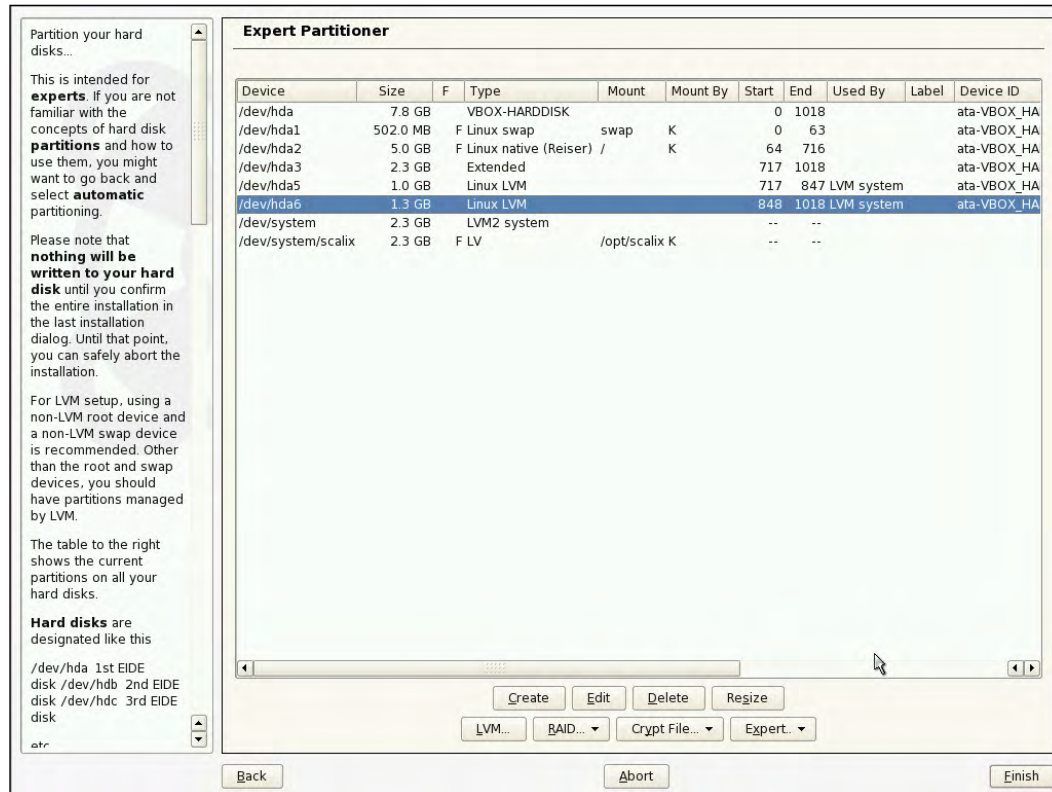 Partition your hard
disks...
This is intended for
experts. If you are not
familiar with the
concepts of hard disk
partitions and how to
use them, you might
want to go back and
select automatic
partitioning.
Please note that
nothing will be
written to your hard
disk until you confirm
the entire installation in
the last installation
dialog. Until that point,
you can safely abort the
installation.
For LVM setup, using a
non-LVM root device and
a non-LVM swap device
is recommended. Other
than the root and swap
devices, you should
have partitions managed
by LVM.
The table to the right
shows the current
partitions on all your
hard disks.
Hard disks are
designated like this
/dev/hda 1st EIDE
disk /dev/hdb 2nd EIDE
disk /dev/hdc 3rd EIDE
disk
etc
Expert Partitioner
Device Size F Type Mount Mount By Start End Used By Label Device ID
/dev/hda 7.8 GB VBOX-HARDDISK 0 1018 ata-VBOX_HA
/dev/hda1 502.0 MB F Linux swap swap K 0 63 ata-VBOX_HA
/dev/hda2 5.0 GB F Linux native (Reiser) / K 64 716 ata-VBOX_HA
/dev/hda3 2.3 GB Extended 717 1018 ata-VBOX_HA
/dev/hda5 1.0 GB Linux LVM 717 847 LVM system ata-VBOX_HA
/dev/hda6 1.3 GB Linux LVM 848 1018 LVM system ata-VBOX_HA
/dev/system 2.3 GB LVM2 system -- --
/dev/system/scalix 2.3 GB F LV /opt/scalix K -- --
Create Edit Delete Resize
LVM... RAID... Crypt File... Expert..
Back Abort Finish